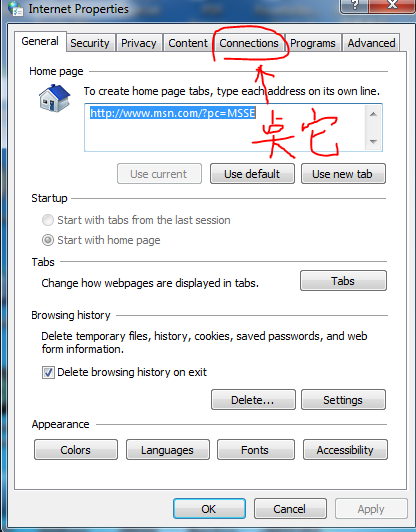 Internet Properties
General Security Privacy Content Connections Programs Advanced
Home page
To create home page tabs, type each address on its own line.
http://www.msn.com/?pc=MSSE
桌它
Use current Use default Use new tab
Startup
Start with tabs from the last session
Start with home page
Tabs
Change how webpages are displayed in tabs. Tabs
Browsing history
Delete temporary files, history, cookies, saved passwords, and web
form information.
Delete browsing history on exit
Delete... Settings
Appearance
Colors Languages Fonts Accessibility
OK Cancel Apply